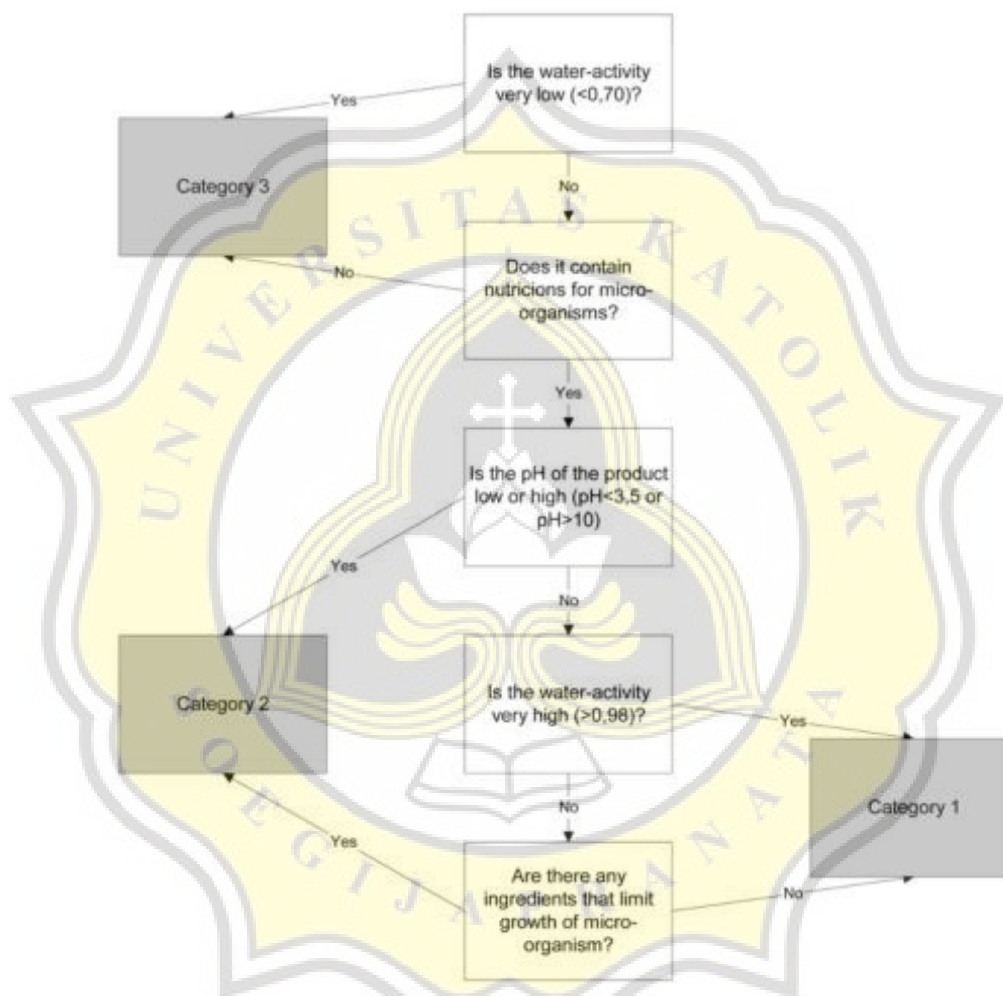 Is the water-activity
very low (<0,70)?
Yes
Category 3
No
Does it contain
nutricions for micro-
organisms?
No
Yes
Is the pH of the product
low or high (pH<3,5 or
pH>10)
Yes
No
Category 2
Is the water-activity
very high (>0,98)?
Yes
Category 1
No
Yes
Are there any
ingredients that limit
growth of micro-
organism?
No
UNIVERSITAS KATOLIK
SOEGIJAPRANATA